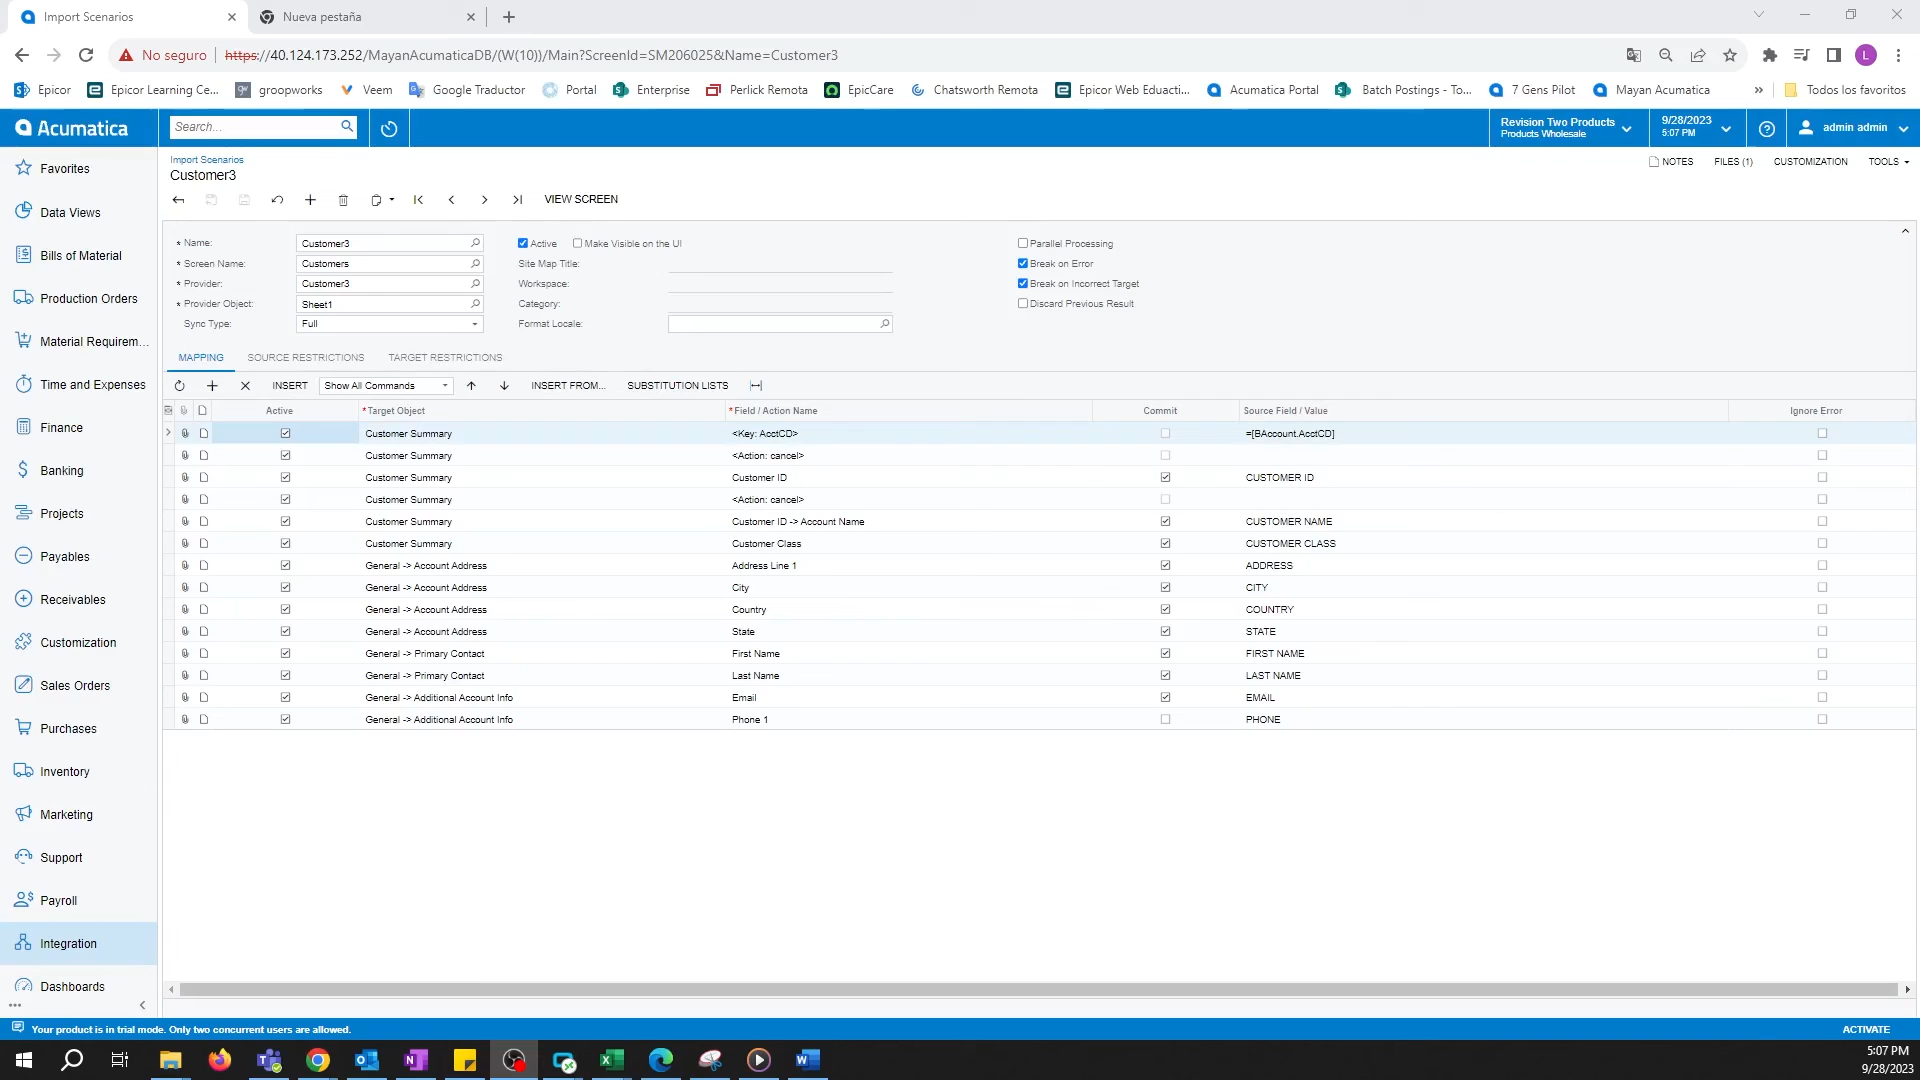 Import Scenarios
Nueva pestaña
No seguro
https://40.124.173.252/MayanAcumaticaDB/(W(10))/Main?ScreenId=SM206025&Name=Customer3
L
Epicor
Epicor Learning Ce...
groopworks
Veem
Google Traductor
Portal
Enterprise
Perlick Remota
EpicCare
Chatsworth Remota
Epicor Web Eduacti...
Acumatica Portal
Batch Postings - To...
7 Gens Pilot
Mayan Acumatica
»
Todos los favoritos
Acumatica
Search...
Revision Two Products
Products Wholesale
9/28/2023
5:07 PM
admin admin
Favorites
Data Views
Bills of Material
Production Orders
Material Requirem...
Time and Expenses
Finance
Banking
Projects
Payables
Receivables
Customization
Sales Orders
Purchases
Inventory
Marketing
Support
Payroll
Integration
Dashboards
Import Scenarios
Customer3
NOTES FILES (1) CUSTOMIZATION TOOLS
VIEW SCREEN
* Name: Customer3
* Screen Name: Customers
* Provider: Customer3
* Provider Object: Sheet1
Sync Type: Full
Active Make Visible on the UI
Site Map Title:
Workspace:
Category:
Format Locale:
Parallel Processing
Break on Error
Break on Incorrect Target
Discard Previous Result
MAPPING SOURCE RESTRICTIONS TARGET RESTRICTIONS
INSERT Show All Commands INSERT FROM... SUBSTITUTION LISTS
Active *Target Object *Field / Action Name Commit Source Field / Value Ignore Error
Customer Summary <Key: AcctCD> =[BAccount.AcctCD]
Customer Summary <Action: cancel>
Customer Summary Customer ID CUSTOMER ID
Customer Summary <Action: cancel>
Customer Summary Customer ID -> Account Name CUSTOMER NAME
Customer Summary Customer Class CUSTOMER CLASS
General -> Account Address Address Line 1 ADDRESS
General -> Account Address City CITY
General -> Account Address Country COUNTRY
General -> Account Address State STATE
General -> Primary Contact First Name FIRST NAME
General -> Primary Contact Last Name LAST NAME
General -> Additional Account Info Email EMAIL
General -> Additional Account Info Phone 1 PHONE
Your product is in trial mode. Only two concurrent users are allowed.
ACTIVATE
5:07 PM
9/28/2023